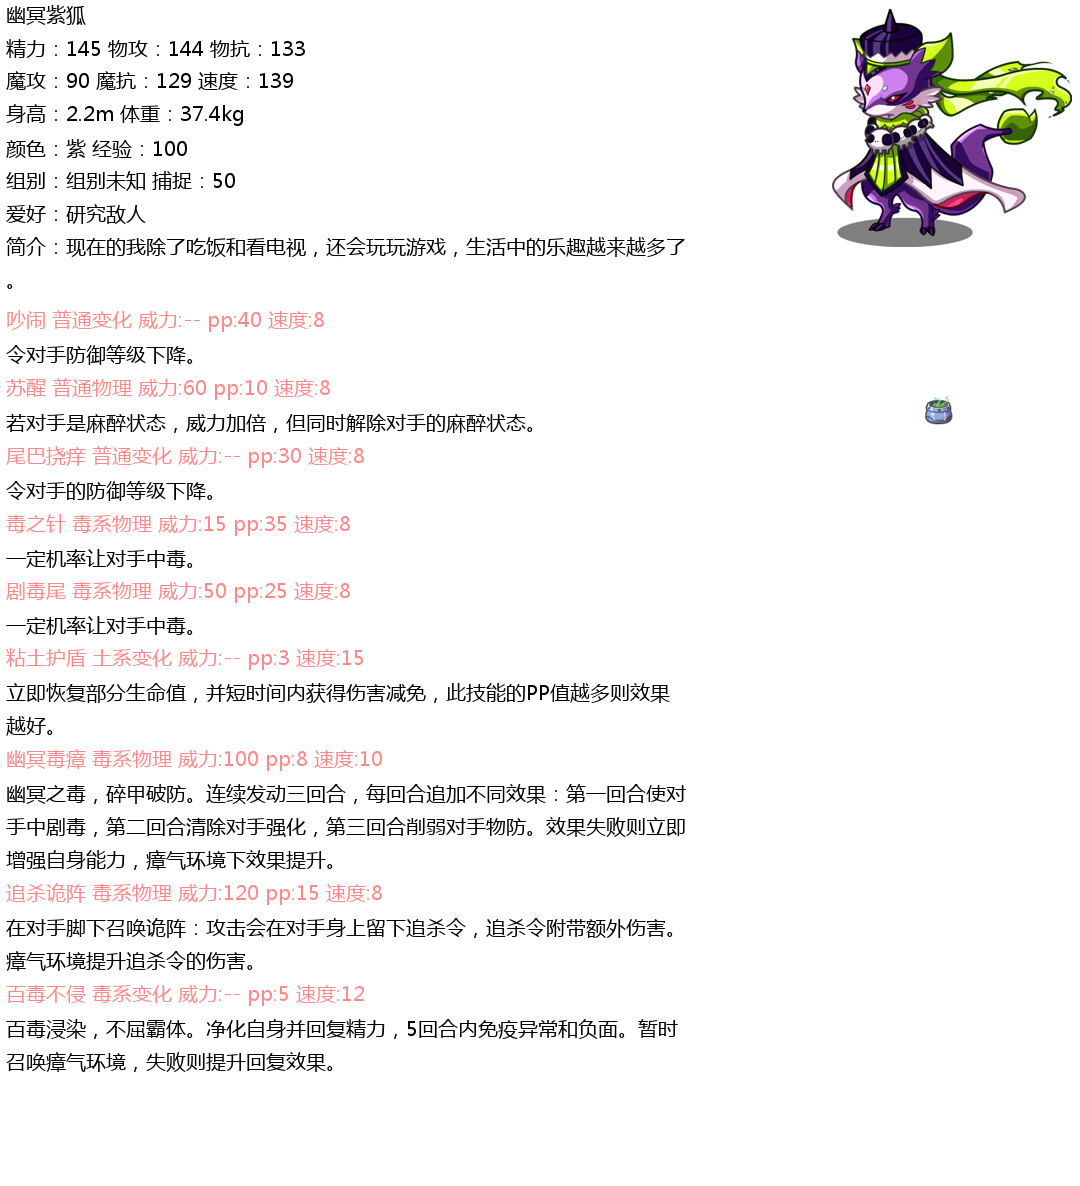 幽冥紫狐
精力：145 物攻：144 物抗：133
魔攻：90 魔抗：129 速度：139
身高：2.2m 体重：37.4kg
颜色：紫 经验：100
组别：组别未知 捕捉：50
爱好：研究敌人
简介：现在的我除了吃饭和看电视，还会玩玩游戏，生活中的乐趣越来越多了
。
吵闹 普通变化 威力:-- pp:40 速度:8
令对手防御等级下降。
苏醒 普通物理 威力:60 pp:10 速度:8
若对手是麻醉状态，威力加倍，但同时解除对手的麻醉状态。
尾巴挠痒 普通变化 威力:-- pp:30 速度:8
令对手的防御等级下降。
毒之针 毒系物理 威力:15 pp:35 速度:8
一定机率让对手中毒。
剧毒尾 毒系物理 威力:50 pp:25 速度:8
一定机率让对手中毒。
粘土护盾 土系变化 威力:-- pp:3 速度:15
立即恢复部分生命值，并短时间内获得伤害减免，此技能的PP值越多则效果
越好。
幽冥毒瘴 毒系物理 威力:100 pp:8 速度:10
幽冥之毒，碎甲破防。连续发动三回合，每回合追加不同效果：第一回合使对
手中剧毒，第二回合清除对手强化，第三回合削弱对手物防。效果失败则立即
增强自身能力，瘴气环境下效果提升。
追杀诡阵 毒系物理 威力:120 pp:15 速度:8
在对手脚下召唤诡阵：攻击会在对手身上留下追杀令，追杀令附带额外伤害。
瘴气环境提升追杀令的伤害。
百毒不侵 毒系变化 威力:-- pp:5 速度:12
百毒浸染，不屈霸体。净化自身并回复精力，5回合内免疫异常和负面。暂时
召唤瘴气环境，失败则提升回复效果。